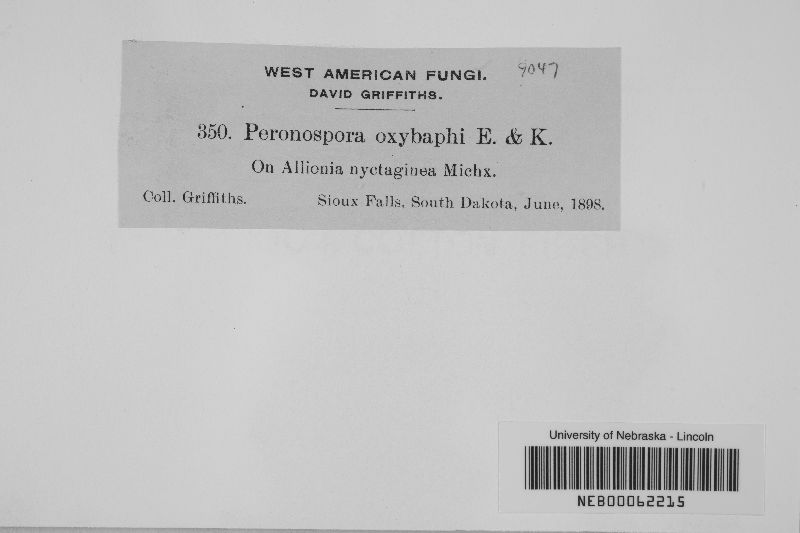 WEST AMERICAN FUNGI. 9047
DAVID GRIFFITHS.
350. Peronospora oxybaphi E. & K.
On Allionia nyctaginea Michx.
Coll. Griffiths. Sioux Falls, South Dakota, June, 1898.
University of Nebraska - Lincoln
NEB00062215